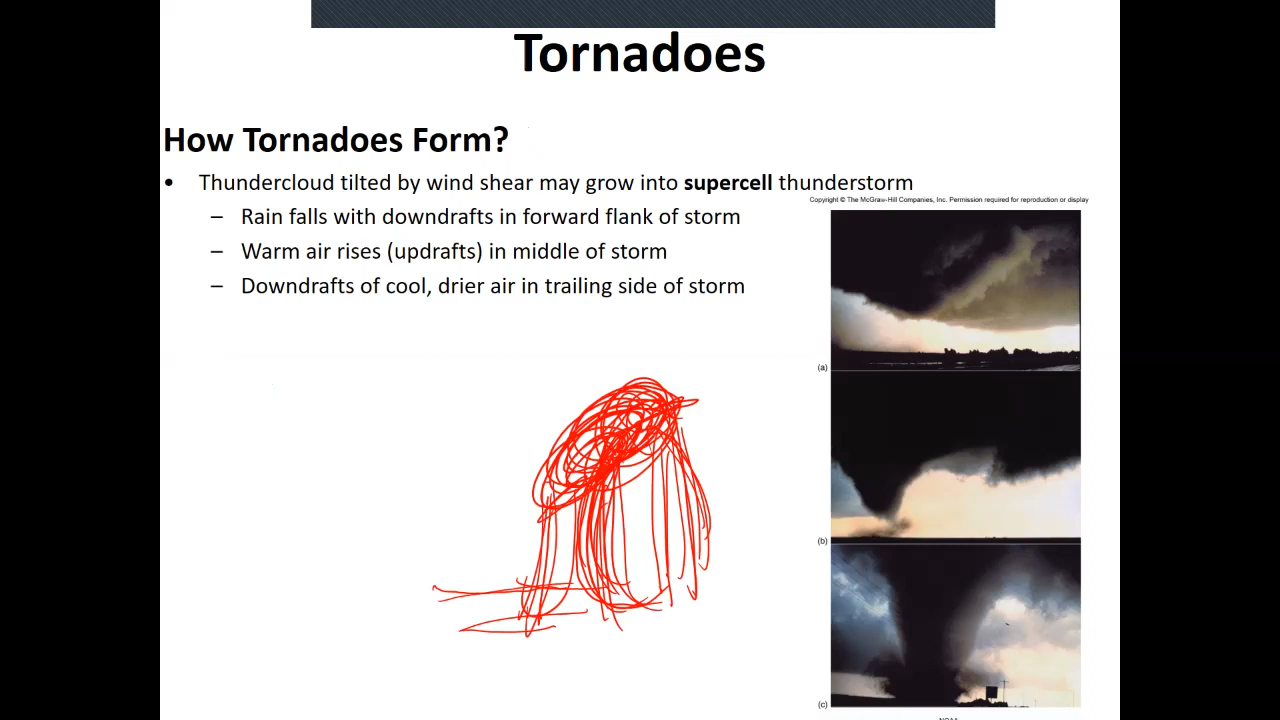 Tornadoes
How Tornadoes Form?
• Thundercloud tilted by wind shear may grow into supercell thunderstorm
Copyright © The McGraw-Hill Companies, Inc. Permission required for reproduction or display
– Rain falls with downdrafts in forward flank of storm
– Warm air rises (updrafts) in middle of storm
– Downdrafts of cool, drier air in trailing side of storm
(a)
(b)
(c)